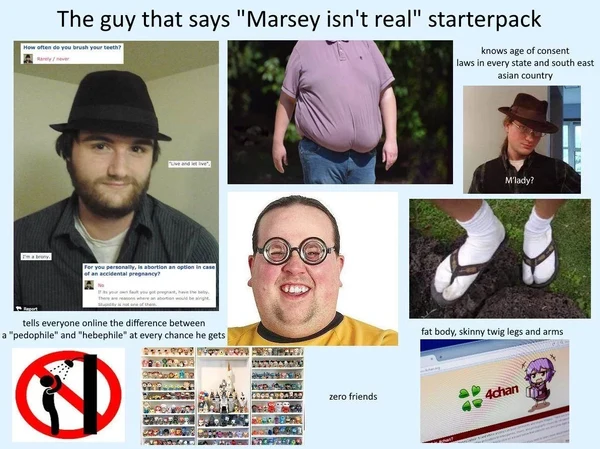 The guy that says "Marsey isn't real" starterpack
How often do you brush your teeth?
Rarely / never
"Live and let live".
I'm a brony.
For you personally, is abortion an option in case
of an accidental pregnancy?
No
If its your own fault you got pregnant, have the baby.
There are reasons where an abortion would be alright.
Stupidity is not one of them.
Report
knows age of consent
laws in every state and south east
asian country
M'lady?
tells everyone online the difference between
a "pedophile" and "hebephile" at every chance he gets
fat body, skinny twig legs and arms
zero friends
4chan